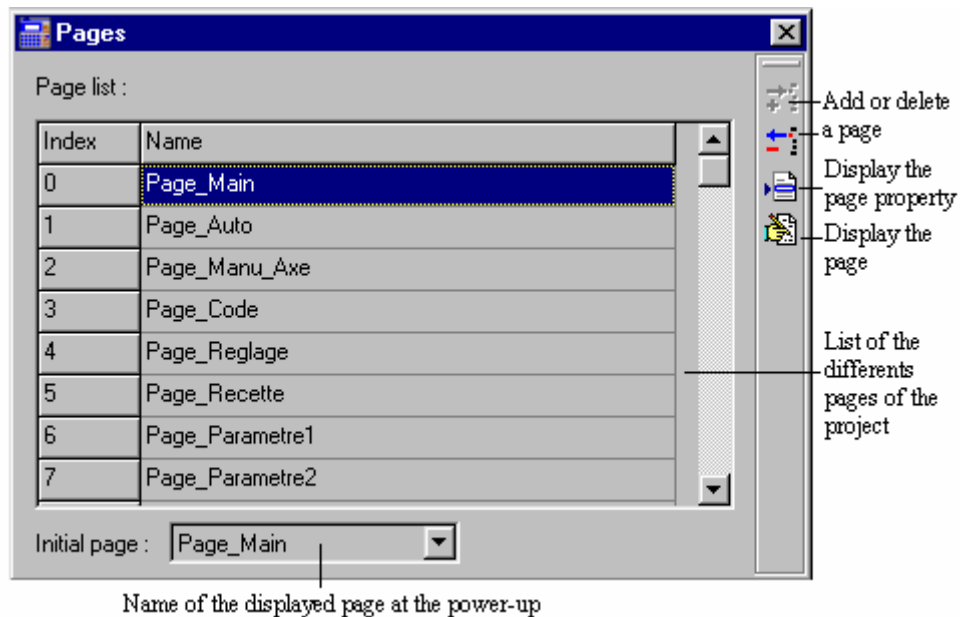 Pages
Page list :
Index Name
0 Page_Main
1 Page_Auto
2 Page_Manu_Axe
3 Page_Code
4 Page_Reglage
5 Page_Recette
6 Page_Parametre1
7 Page_Parametre2
Initial page : Page_Main
Add or delete
a page
Display the
page property
Display the
page
List of the
differents
pages of the
project
Name of the displayed page at the power-up